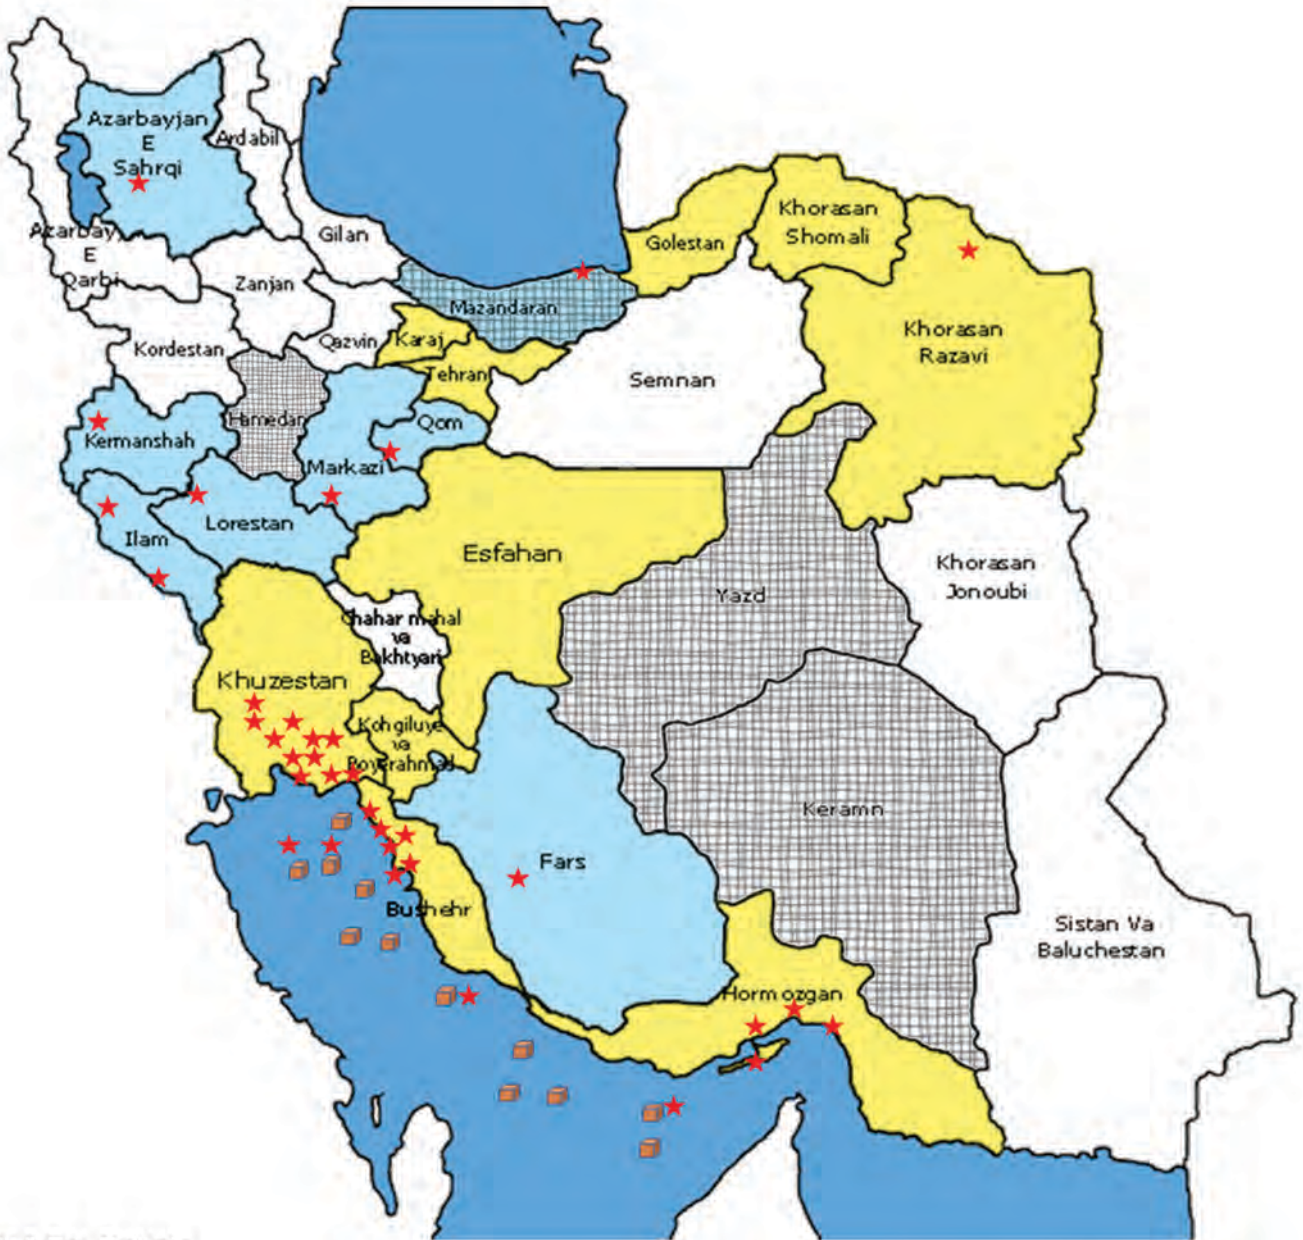 Azarbayjan
E
Sahrqi
Ardabil
Azarbay
E
Qarbi
Gilan
Zanjan
Golestan
Khorasan
Shomali
Mazandaran
Khorasan
Razavi
Kordestan
Qazvin
Karaj
Tehran
Semnan
Hamedan
Qom
Kermanshah
Markazi
Lorestan
Ilam
Esfahan
Khorasan
Jonoubi
Yazd
Chahar mahal
va
Bakhtyari
Khuzestan
Kohgiluye
va
Boyerahmad
Keramn
Fars
Bushehr
Sistan Va
Baluchestan
Hormozgan